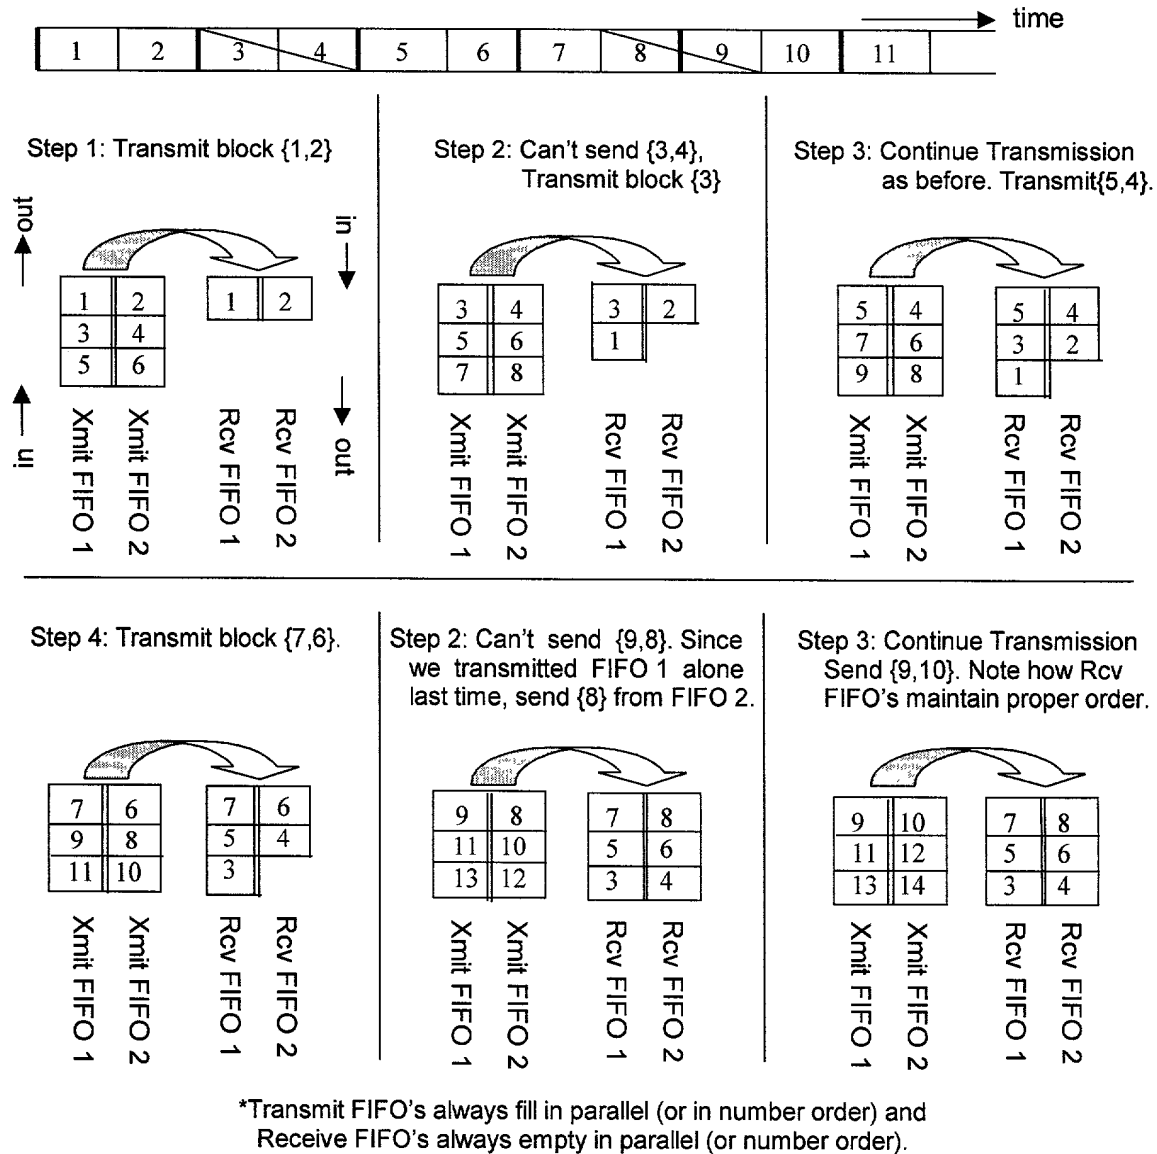 time
1 2 3 4 5 6 7 8 9 10 11
Step 1: Transmit block {1,2}
out
in
1 2
3 4
5 6
1 2
in
out
Xmit FIFO 1
Xmit FIFO 2
Rcv FIFO 1
Rcv FIFO 2
Step 2: Can't send {3,4},
Transmit block {3}
3 4
5 6
7 8
3 2
1
Xmit FIFO 1
Xmit FIFO 2
Rcv FIFO 1
Rcv FIFO 2
Step 3: Continue Transmission
as before. Transmit{5,4}.
5 4
7 6
9 8
5 4
3 2
1
Xmit FIFO 1
Xmit FIFO 2
Rcv FIFO 1
Rcv FIFO 2
Step 4: Transmit block {7,6}.
7 6
9 8
11 10
7 6
5 4
3
Xmit FIFO 1
Xmit FIFO 2
Rcv FIFO 1
Rcv FIFO 2
Step 2: Can't send {9,8}. Since
we transmitted FIFO 1 alone
last time, send {8} from FIFO 2.
9 8
11 10
13 12
7 8
5 6
3 4
Xmit FIFO 1
Xmit FIFO 2
Rcv FIFO 1
Rcv FIFO 2
Step 3: Continue Transmission
Send {9,10}. Note how Rcv
FIFO's maintain proper order.
9 10
11 12
13 14
7 8
5 6
3 4
Xmit FIFO 1
Xmit FIFO 2
Rcv FIFO 1
Rcv FIFO 2
*Transmit FIFO's always fill in parallel (or in number order) and
Receive FIFO's always empty in parallel (or number order).